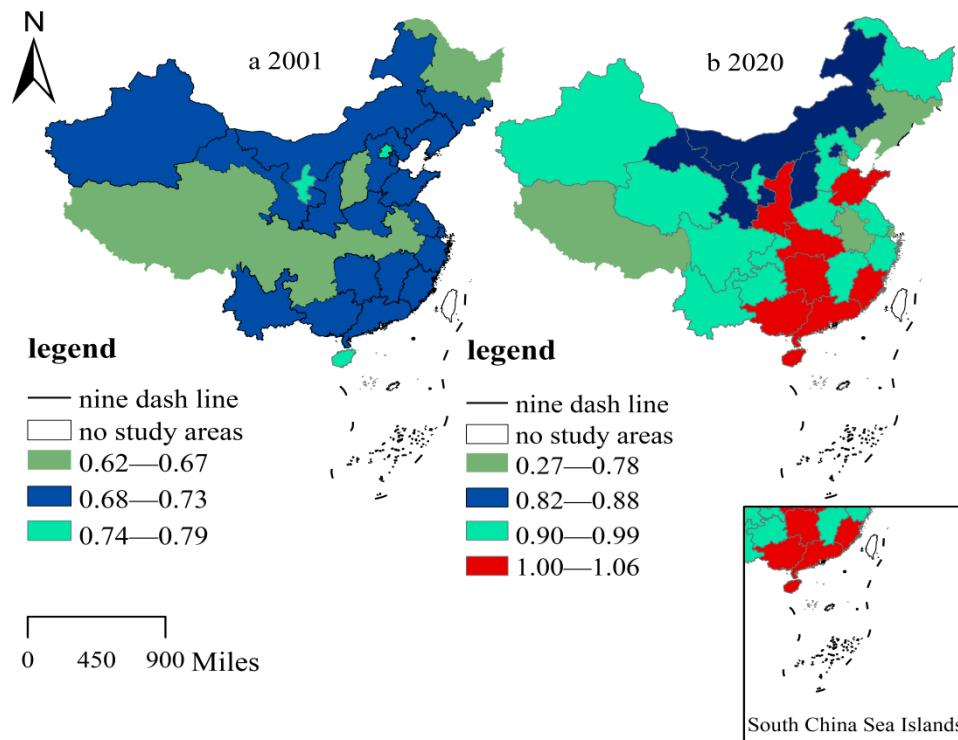 N
a 2001
b 2020
legend
nine dash line
no study areas
0.62—0.67
0.68—0.73
0.74—0.79
0 450 900 Miles
legend
nine dash line
no study areas
0.27—0.78
0.82—0.88
0.90—0.99
1.00—1.06
South China Sea Islands